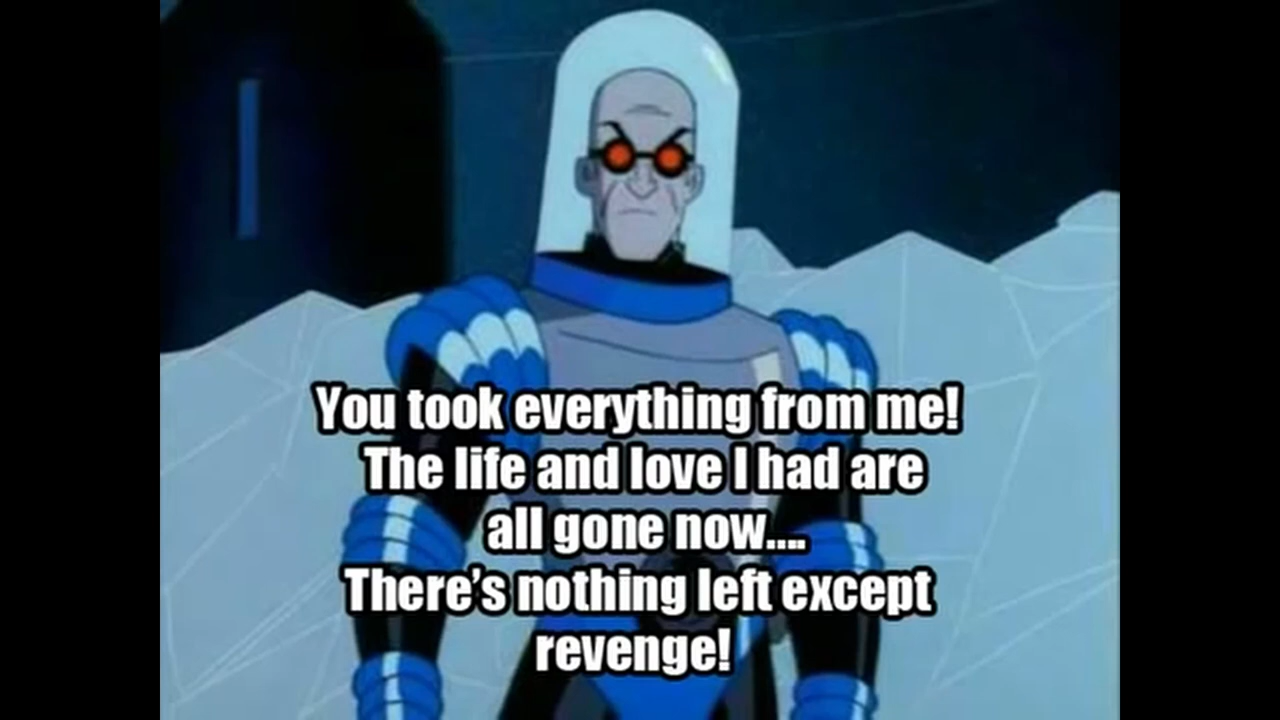 You took everything from me!
The life and love I had are
all gone now....
There's nothing left except
revenge!